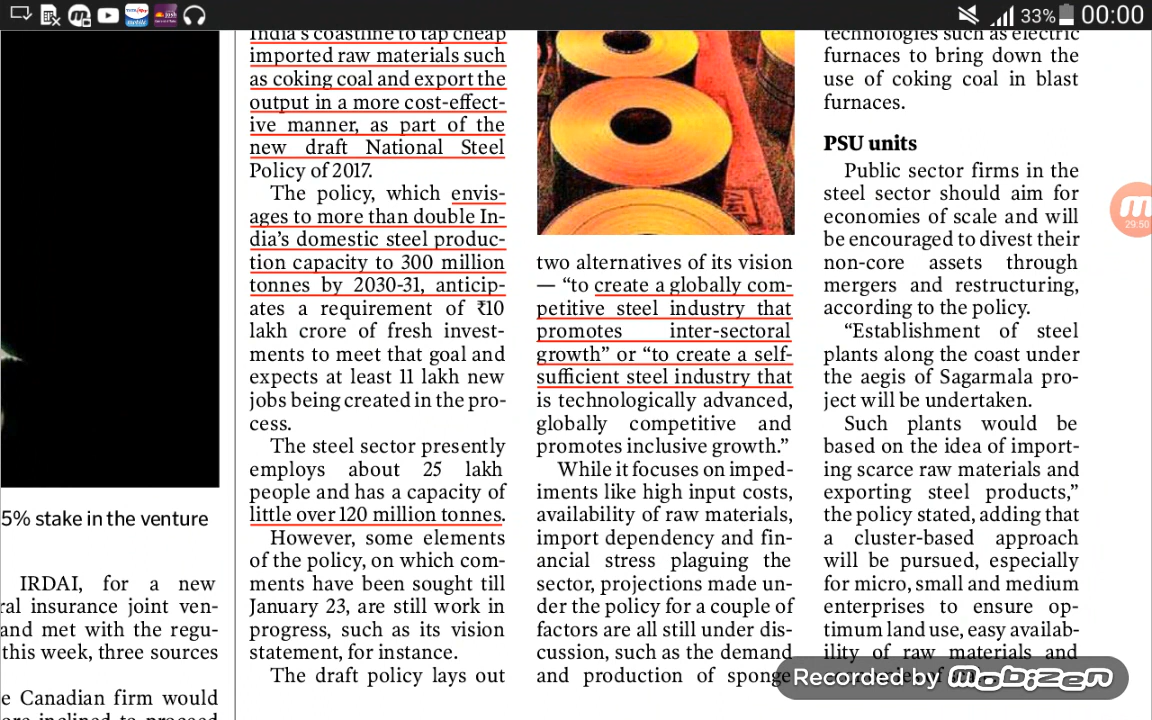 33%
00:00
29:50
5% stake in the venture
IRDAI, for a new
ral insurance joint ven-
and met with the regu-
this week, three sources
e Canadian firm would
India's coastline to tap cheap
imported raw materials such
as coking coal and export the
output in a more cost-effect-
ive manner, as part of the
new draft National Steel
Policy of 2017.
The policy, which envis-
ages to more than double In-
dia's domestic steel produc-
tion capacity to 300 million
tonnes by 2030-31, anticip-
ates a requirement of ₹10
lakh crore of fresh invest-
ments to meet that goal and
expects at least 11 lakh new
jobs being created in the pro-
cess.
The steel sector presently
employs about 25 lakh
people and has a capacity of
little over 120 million tonnes.
However, some elements
of the policy, on which com-
ments have been sought till
January 23, are still work in
progress, such as its vision
statement, for instance.
The draft policy lays out
two alternatives of its vision
— “to create a globally com-
petitive steel industry that
promotes inter-sectoral
growth” or “to create a self-
sufficient steel industry that
is technologically advanced,
globally competitive and
promotes inclusive growth.”
While it focuses on imped-
iments like high input costs,
availability of raw materials,
import dependency and fin-
ancial stress plaguing the
sector, projections made un-
der the policy for a couple of
factors are all still under dis-
cussion, such as the demand
and production of sponge
technologies such as electric
furnaces to bring down the
use of coking coal in blast
furnaces.
PSU units
Public sector firms in the
steel sector should aim for
economies of scale and will
be encouraged to divest their
non-core assets through
mergers and restructuring,
according to the policy.
“Establishment of steel
plants along the coast under
the aegis of Sagarmala pro-
ject will be undertaken.
Such plants would be
based on the idea of import-
ing scarce raw materials and
exporting steel products,”
the policy stated, adding that
a cluster-based approach
will be pursued, especially
for micro, small and medium
enterprises to ensure op-
timum land use, easy availab-
ility of raw materials and
Recorded by mobizen